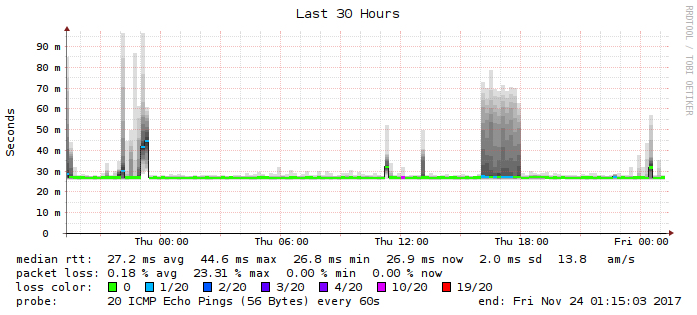 Last 30 Hours
RRDTOOL / TOBI OETIKER
Seconds
90 m
80 m
70 m
60 m
50 m
40 m
30 m
20 m
10 m
0
Thu 00:00 Thu 06:00 Thu 12:00 Thu 18:00 Fri 00:00
median rtt: 27.2 ms avg 44.6 ms max 26.8 ms min 26.9 ms now 2.0 ms sd 13.8 am/s
packet loss: 0.18 % avg 23.31 % max 0.00 % min 0.00 % now
loss color: 0 1/20 2/20 3/20 4/20 10/20 19/20
probe: 20 ICMP Echo Pings (56 Bytes) every 60s end: Fri Nov 24 01:15:03 2017